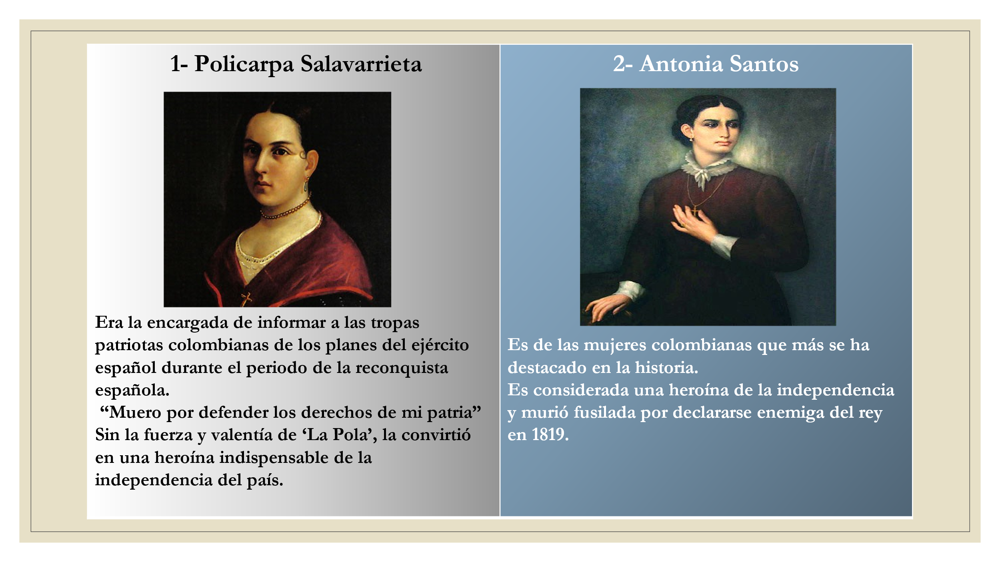 1- Policarpa Salavarrieta
Era la encargada de informar a las tropas
patriotas colombianas de los planes del ejército
español durante el periodo de la reconquista
española.
“Muero por defender los derechos de mi patria”
Sin la fuerza y valentía de ‘La Pola’, la convirtió
en una heroína indispensable de la
independencia del país.
2- Antonia Santos
Es de las mujeres colombianas que más se ha
destacado en la historia.
Es considerada una heroína de la independencia
y murió fusilada por declararse enemiga del rey
en 1819.